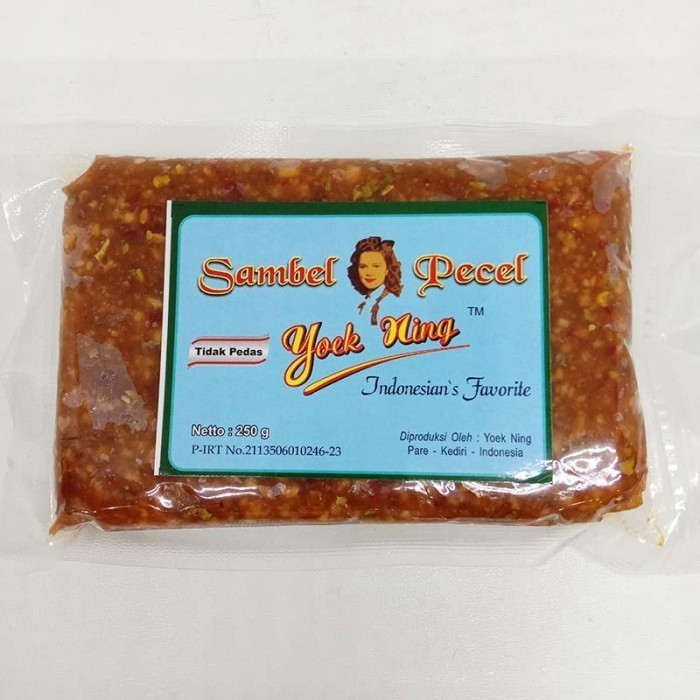 Sambel Pecel
Yoek Ning TM
Tidak Pedas
Indonesian's Favorite
Netto : 250 g
P-IRT No.2113506010246-23
Diproduksi Oleh : Yoek Ning
Pare - Kediri - Indonesia